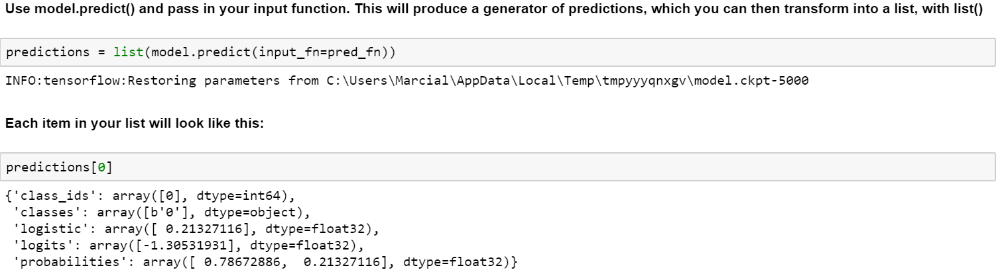 Use model.predict() and pass in your input function. This will produce a generator of predictions, which you can then transform into a list, with list()
predictions = list(model.predict(input_fn=pred_fn))
INFO:tensorflow:Restoring parameters from C:\Users\Marcial\AppData\Local\Temp\tmpyyyqnxgv\model.ckpt-5000
Each item in your list will look like this:
predictions[0]
{'class_ids': array([0], dtype=int64),
 'classes': array([b'0'], dtype=object),
 'logistic': array([ 0.21327116], dtype=float32),
 'logits': array([-1.30531931], dtype=float32),
 'probabilities': array([ 0.78672886,  0.21327116], dtype=float32)}